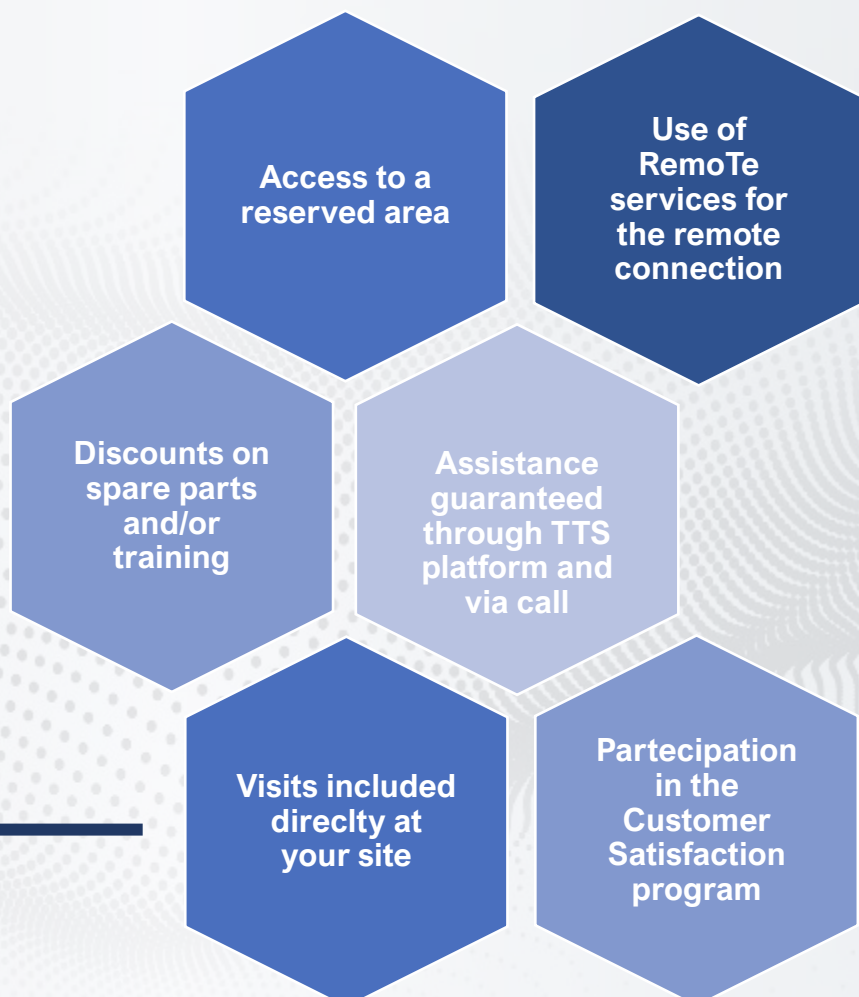 Access to a
reserved area
Use of
RemoTe
services for
the remote
connection
Discounts on
spare parts
and/or
training
Assistance
guaranteed
through TTS
platform and
via call
Visits included
direclty at
your site
Partecipation
in the
Customer
Satisfaction
program